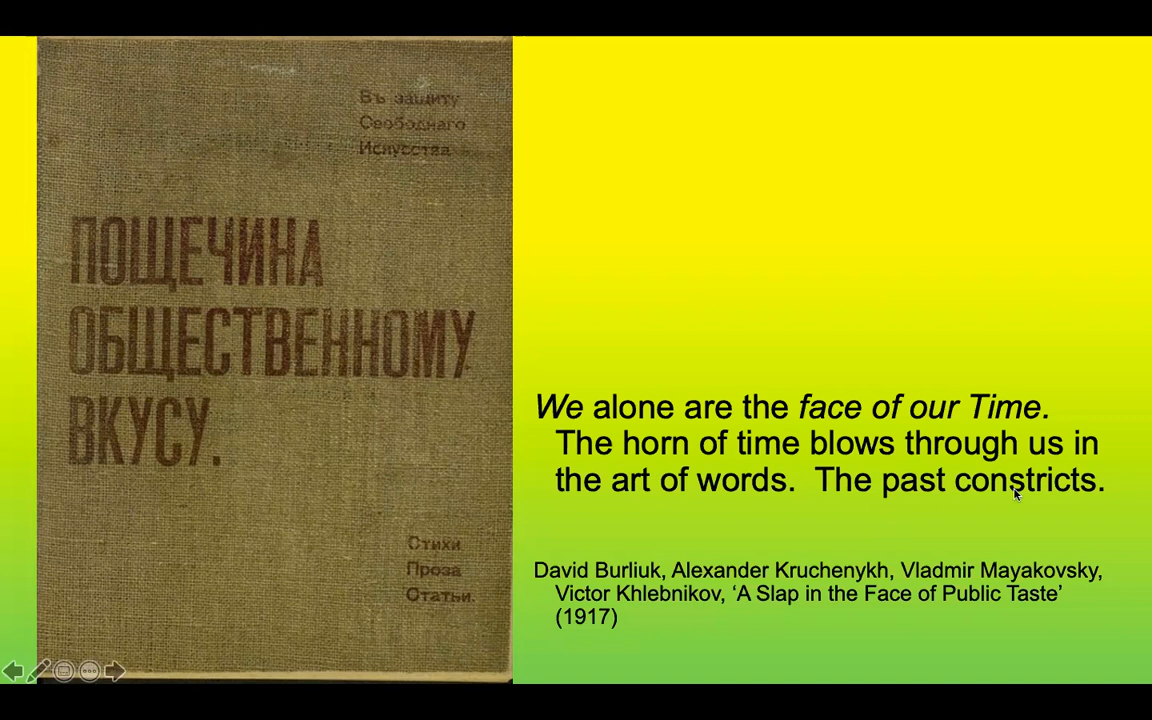 Въ защиту
Свободнаго
Искусства
ПОЩЕЧИНА
ОБЩЕСТВЕННОМУ
ВКУСУ.
Стихи
Проза
Статьи.
We alone are the face of our Time.
The horn of time blows through us in
the art of words. The past constricts.
David Burliuk, Alexander Kruchenykh, Vladmir Mayakovsky,
Victor Khlebnikov, ‘A Slap in the Face of Public Taste’
(1917)